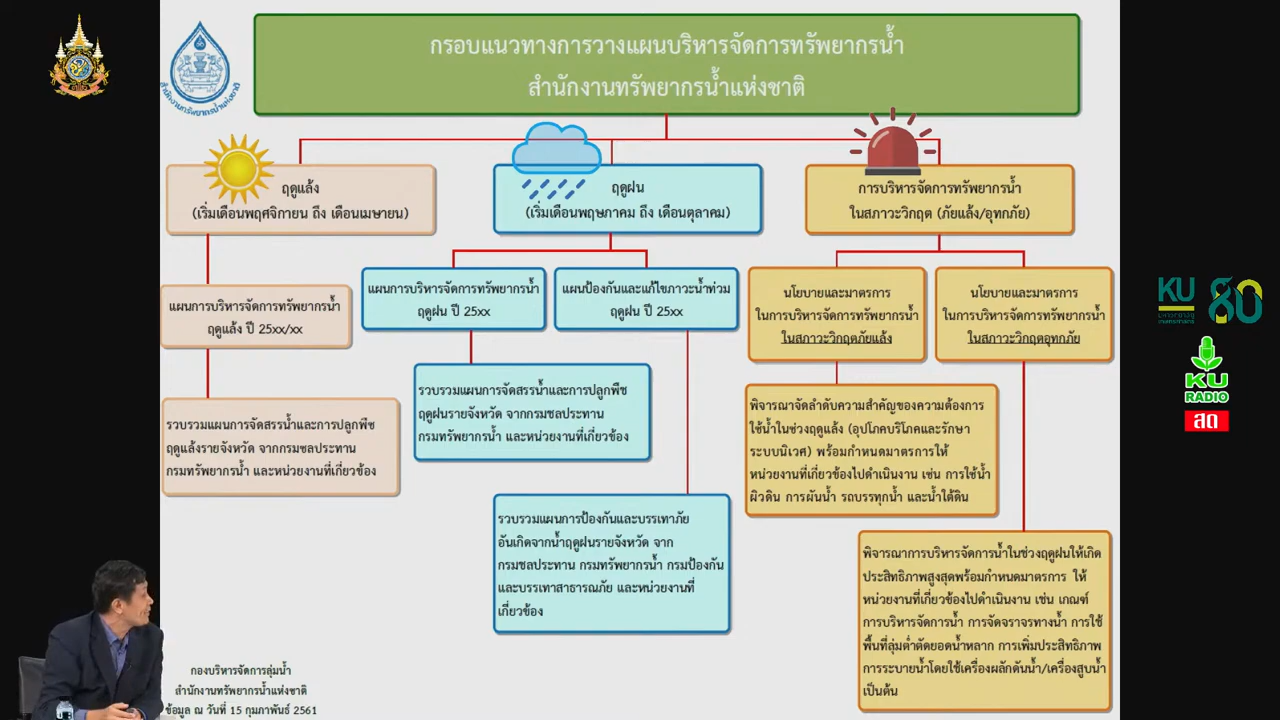 กรอบแนวทางการวางแผนบริหารจัดการทรัพยากรน้ำ
สำนักงานทรัพยากรน้ำแห่งชาติ
สำนักงานทรัพยากรน้ำแห่งชาติ
ฤดูแล้ง
(เริ่มเดือนพฤศจิกายน ถึง เดือนเมษายน)
ฤดูฝน
(เริ่มเดือนพฤษภาคม ถึง เดือนตุลาคม)
การบริหารจัดการทรัพยากรน้ำ
ในสภาวะวิกฤต (ภัยแล้ง/อุทกภัย)
แผนการบริหารจัดการทรัพยากรน้ำ
ฤดูแล้ง ปี 25xx/xx
แผนการบริหารจัดการทรัพยากรน้ำ
ฤดูฝน ปี 25xx
แผนป้องกันและแก้ไขภาวะน้ำท่วม
ฤดูฝน ปี 25xx
นโยบายและมาตรการ
ในการบริหารจัดการทรัพยากรน้ำ
ในสภาวะวิกฤตภัยแล้ง
นโยบายและมาตรการ
ในการบริหารจัดการทรัพยากรน้ำ
ในสภาวะวิกฤตอุทกภัย
รวบรวมแผนการจัดสรรน้ำและการปลูกพืช
ฤดูแล้งรายจังหวัด จากกรมชลประทาน
กรมทรัพยากรน้ำ และหน่วยงานที่เกี่ยวข้อง
รวบรวมแผนการจัดสรรน้ำและการปลูกพืช
ฤดูฝนรายจังหวัด จากกรมชลประทาน
กรมทรัพยากรน้ำ และหน่วยงานที่เกี่ยวข้อง
รวบรวมแผนการป้องกันและบรรเทาภัย
อันเกิดจากน้ำฤดูฝนรายจังหวัด จาก
กรมชลประทาน กรมทรัพยากรน้ำ กรมป้องกัน
และบรรเทาสาธารณภัย และหน่วยงานที่
เกี่ยวข้อง
พิจารณาจัดลำดับความสำคัญของความต้องการ
ใช้น้ำในช่วงฤดูแล้ง (อุปโภคบริโภคและรักษา
ระบบนิเวศ) พร้อมกำหนดมาตรการให้
หน่วยงานที่เกี่ยวข้องไปดำเนินงาน เช่น การใช้น้ำ
ผิวดิน การผันน้ำ รถบรรทุกน้ำ และน้ำใต้ดิน
พิจารณาการบริหารจัดการน้ำในช่วงฤดูฝนให้เกิด
ประสิทธิภาพสูงสุดพร้อมกำหนดมาตรการ ให้
หน่วยงานที่เกี่ยวข้องไปดำเนินงาน เช่น เกณฑ์
การบริหารจัดการน้ำ การจัดจราจรทางน้ำ การใช้
พื้นที่ลุ่มต่ำตัดยอดน้ำหลาก การเพิ่มประสิทธิภาพ
การระบายน้ำโดยใช้เครื่องผลักดันน้ำ/เครื่องสูบน้ำ
เป็นต้น
กองบริหารจัดการลุ่มน้ำ
สำนักงานทรัพยากรน้ำแห่งชาติ
ข้อมูล ณ วันที่ 15 กุมภาพันธ์ 2561
KU 80
KU
RADIO
สด